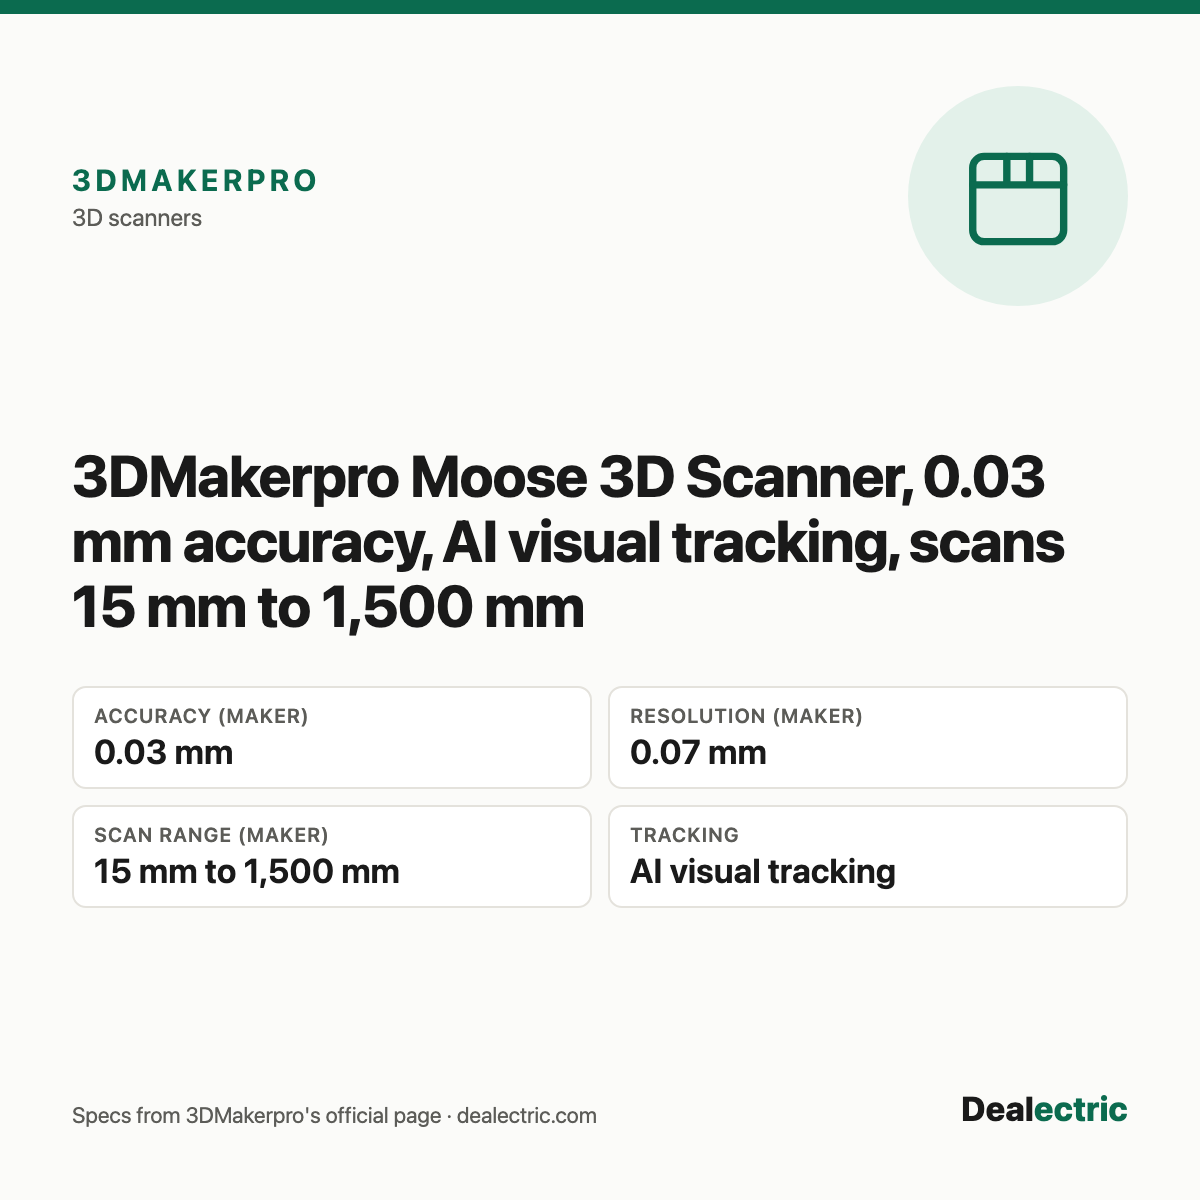 3DMAKERPRO
3D scanners
3DMakerpro Moose 3D Scanner, 0.03
mm accuracy, AI visual tracking, scans
15 mm to 1,500 mm
ACCURACY (MAKER)
0.03 mm
RESOLUTION (MAKER)
0.07 mm
SCAN RANGE (MAKER)
15 mm to 1,500 mm
TRACKING
AI visual tracking
Specs from 3DMakerpro's official page · dealectric.com
Dealectric